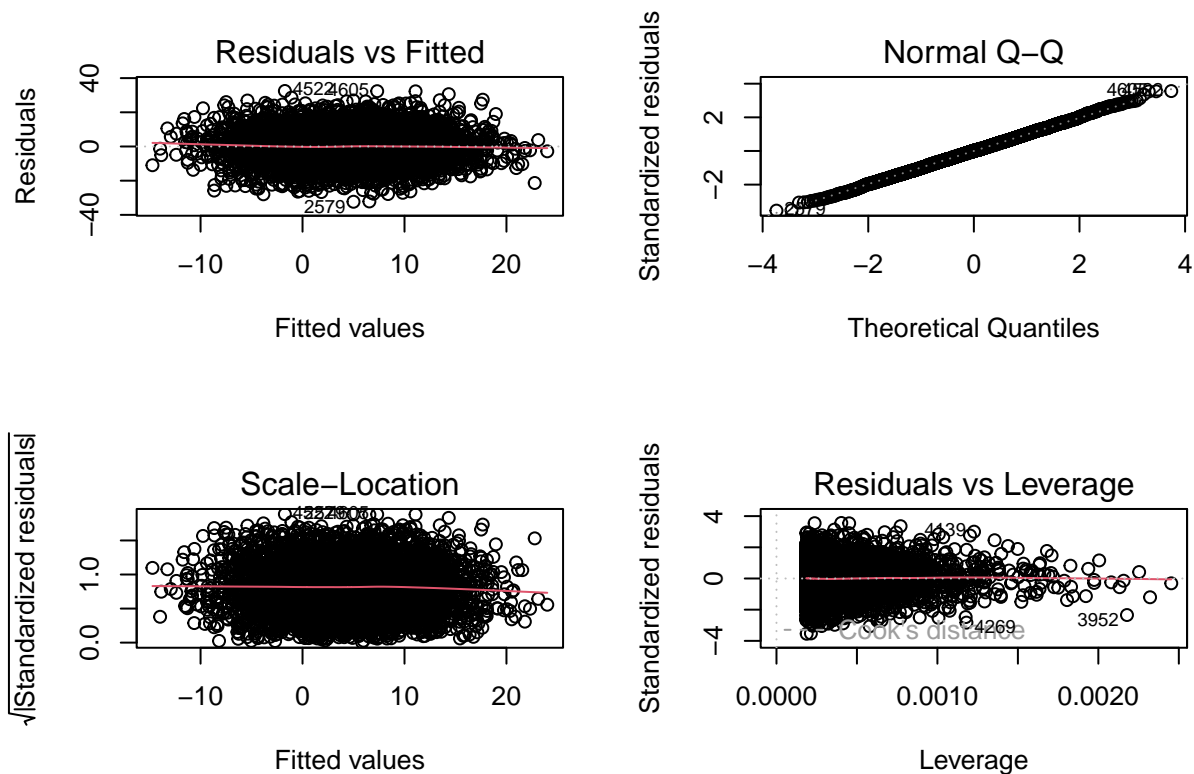 Residuals vs Fitted
Residuals
40
0
−40
4522
4605
2579
−10 0 10 20
Fitted values
Normal Q−Q
Standardized residuals
2
−2
2579
−4 −2 0 2 4
Theoretical Quantiles
Scale−Location
√|Standardized residuals|
1.0
0.0
−10 0 10 20
Fitted values
Residuals vs Leverage
Standardized residuals
4
0
−4
4139
3952
4269
Cook's distance
0.0000 0.0010 0.0020
Leverage